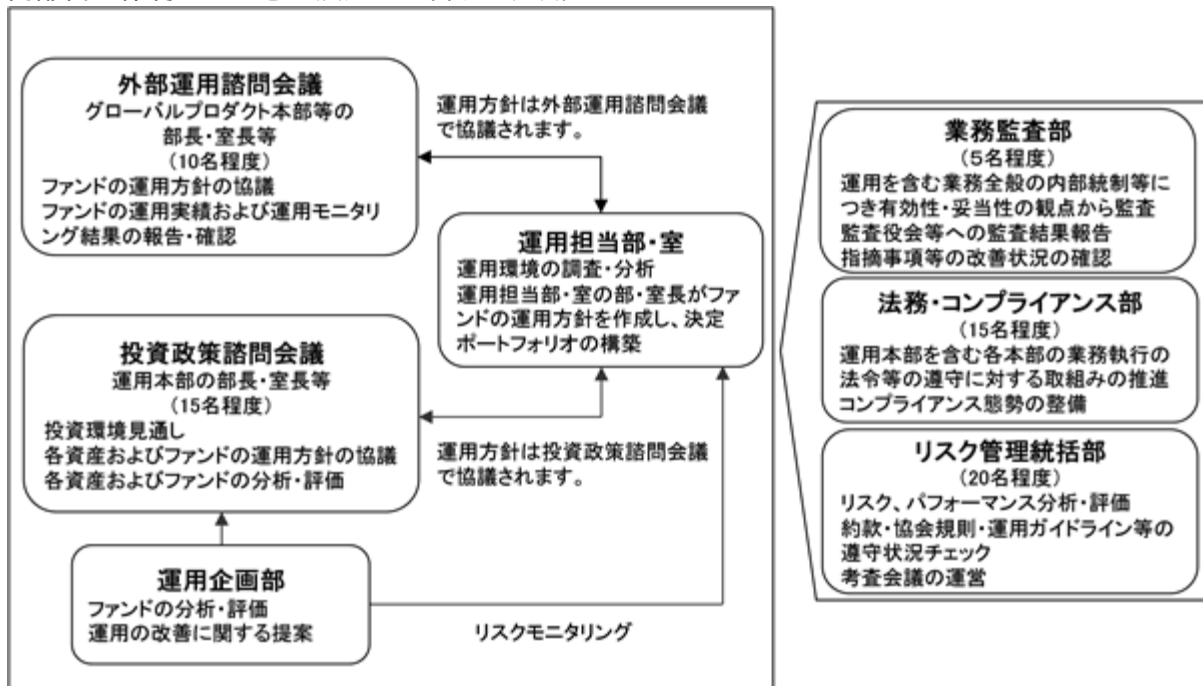 外部運用諮問会議
グローバルプロダクト本部等の
部長・室長等
(10名程度)
ファンドの運用方針の協議
ファンドの運用実績および運用モニタリ
ング結果の報告・確認
運用方針は外部運用諮問会議
で協議されます。
運用担当部・室
運用環境の調査・分析
運用担当部・室の部・室長がファ
ンドの運用方針を作成し、決定
ポートフォリオの構築
投資政策諮問会議
運用本部の部長・室長等
(15名程度)
投資環境見通し
各資産およびファンドの運用方針の協議
各資産およびファンドの分析・評価
運用方針は投資政策諮問会議
で協議されます。
運用企画部
ファンドの分析・評価
運用の改善に関する提案
リスクモニタリング
業務監査部
(5名程度)
運用を含む業務全般の内部統制等に
つき有効性・妥当性の観点から監査
監査役会等への監査結果報告
指摘事項等の改善状況の確認
法務・コンプライアンス部
(15名程度)
運用本部を含む各本部の業務執行の
法令等の遵守に対する取組みの推進
コンプライアンス態勢の整備
リスク管理統括部
(20名程度)
リスク、パフォーマンス分析・評価
約款・協会規則・運用ガイドライン等の
遵守状況チェック
考査会議の運営